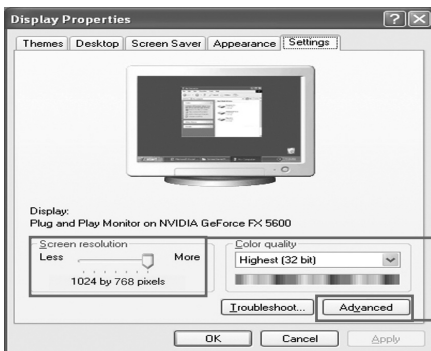 Display Properties
Themes Desktop Screen Saver Appearance Settings
Display:
Plug and Play Monitor on NVIDIA GeForce FX 5600
Screen resolution
Less More
1024 by 768 pixels
Color quality
Highest (32 bit)
Troubleshoot... Advanced
OK Cancel Apply